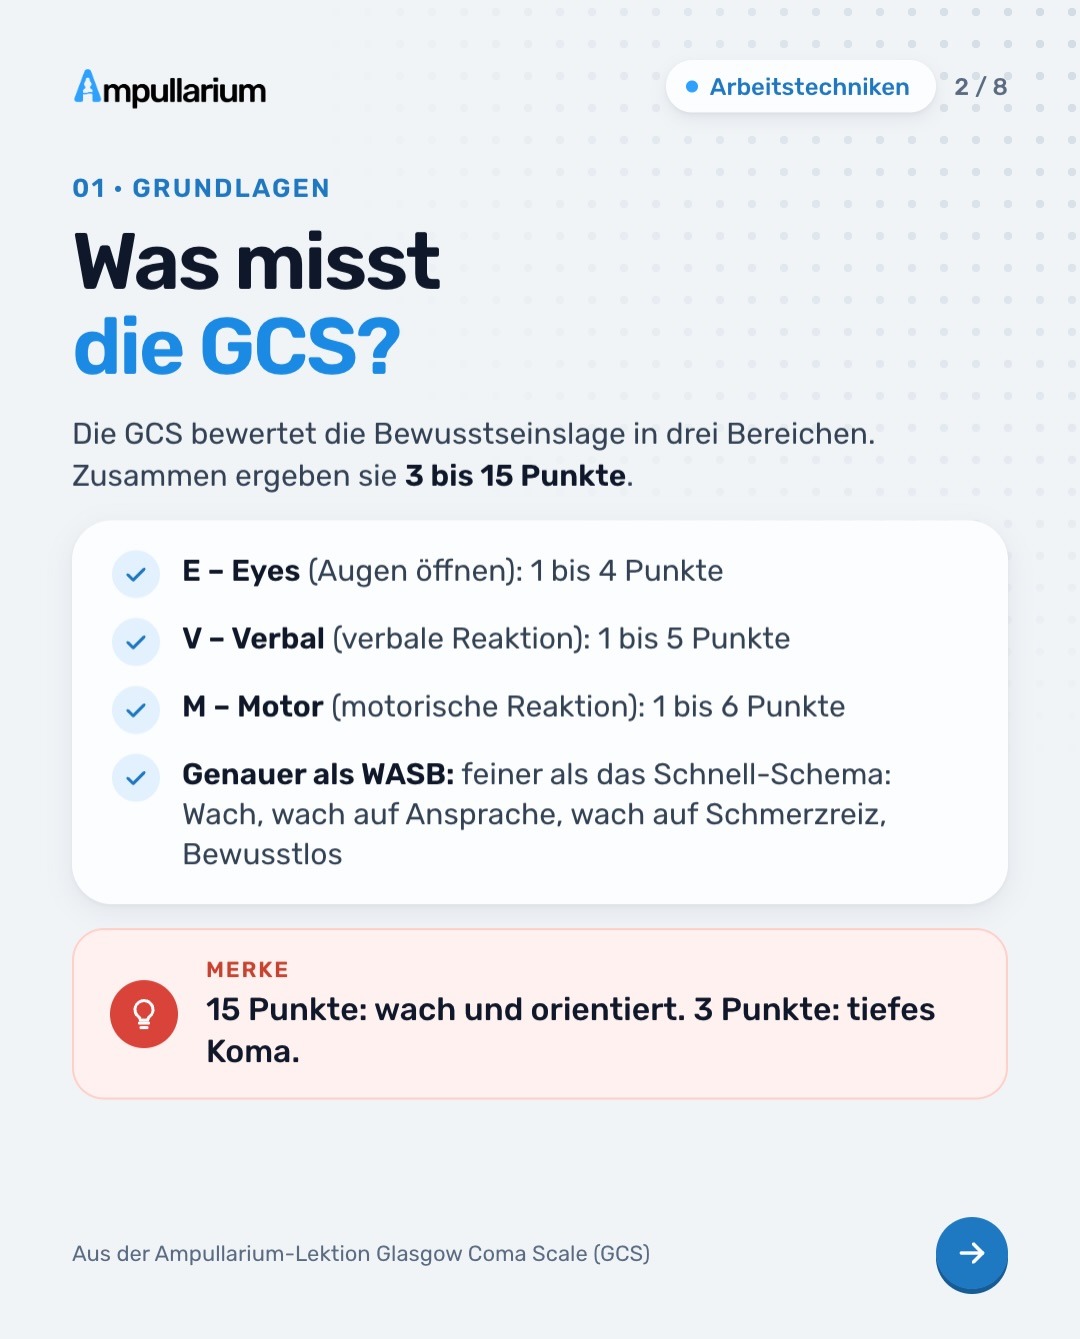 Ampullarium
Arbeitstechniken
2 / 8
01 • GRUNDLAGEN
Was misst
die GCS?
Die GCS bewertet die Bewusstseinslage in drei Bereichen.
Zusammen ergeben sie 3 bis 15 Punkte.
E – Eyes (Augen öffnen): 1 bis 4 Punkte
V – Verbal (verbale Reaktion): 1 bis 5 Punkte
M – Motor (motorische Reaktion): 1 bis 6 Punkte
Genauer als WASB: feiner als das Schnell-Schema:
Wach, wach auf Ansprache, wach auf Schmerzreiz,
Bewusstlos
MERKE
15 Punkte: wach und orientiert. 3 Punkte: tiefes
Koma.
Aus der Ampullarium-Lektion Glasgow Coma Scale (GCS)